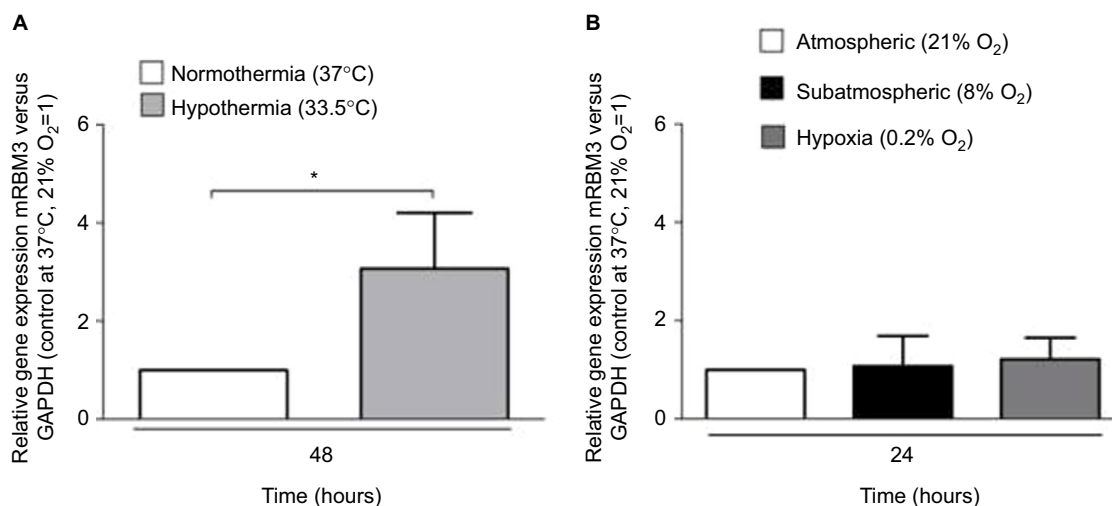 A
Normothermia (37°C)
Hypothermia (33.5°C)
Relative gene expression mRBM3 versus
GAPDH (control at 37°C, 21% O₂=1)
6
4
2
0
*
48
Time (hours)
B
Atmospheric (21% O₂)
Subatmospheric (8% O₂)
Hypoxia (0.2% O₂)
Relative gene expression mRBM3 versus
GAPDH (control at 37°C, 21% O₂=1)
6
4
2
0
24
Time (hours)